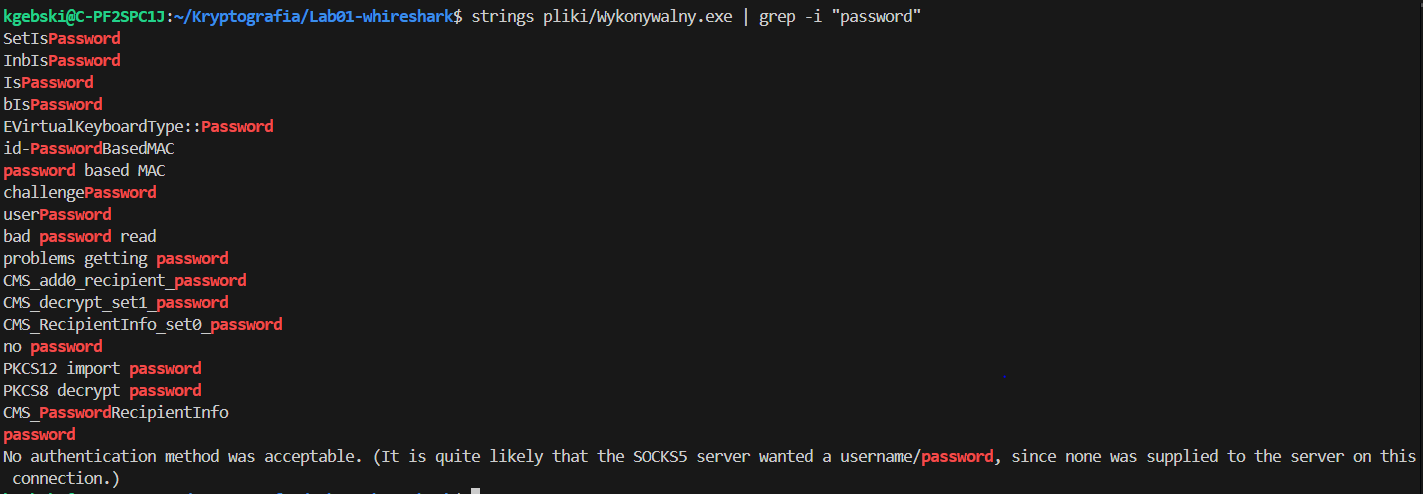 kgebski@C-PF2SPC1J:~/Kryptografia/Lab01-whireshark$ strings pliki/Wykonywalny.exe | grep -i "password"
SetIsPassword
InbIsPassword
IsPassword
bIsPassword
EVirtualKeyboardType::Password
id-PasswordBasedMAC
password based MAC
challengePassword
userPassword
bad password read
problems getting password
CMS_add0_recipient_password
CMS_decrypt_set1_password
CMS_RecipientInfo_set0_password
no password
PKCS12 import password
PKCS8 decrypt password
CMS_PasswordRecipientInfo
password
No authentication method was acceptable. (It is quite likely that the SOCKS5 server wanted a username/password, since none was supplied to the server on this
connection.)